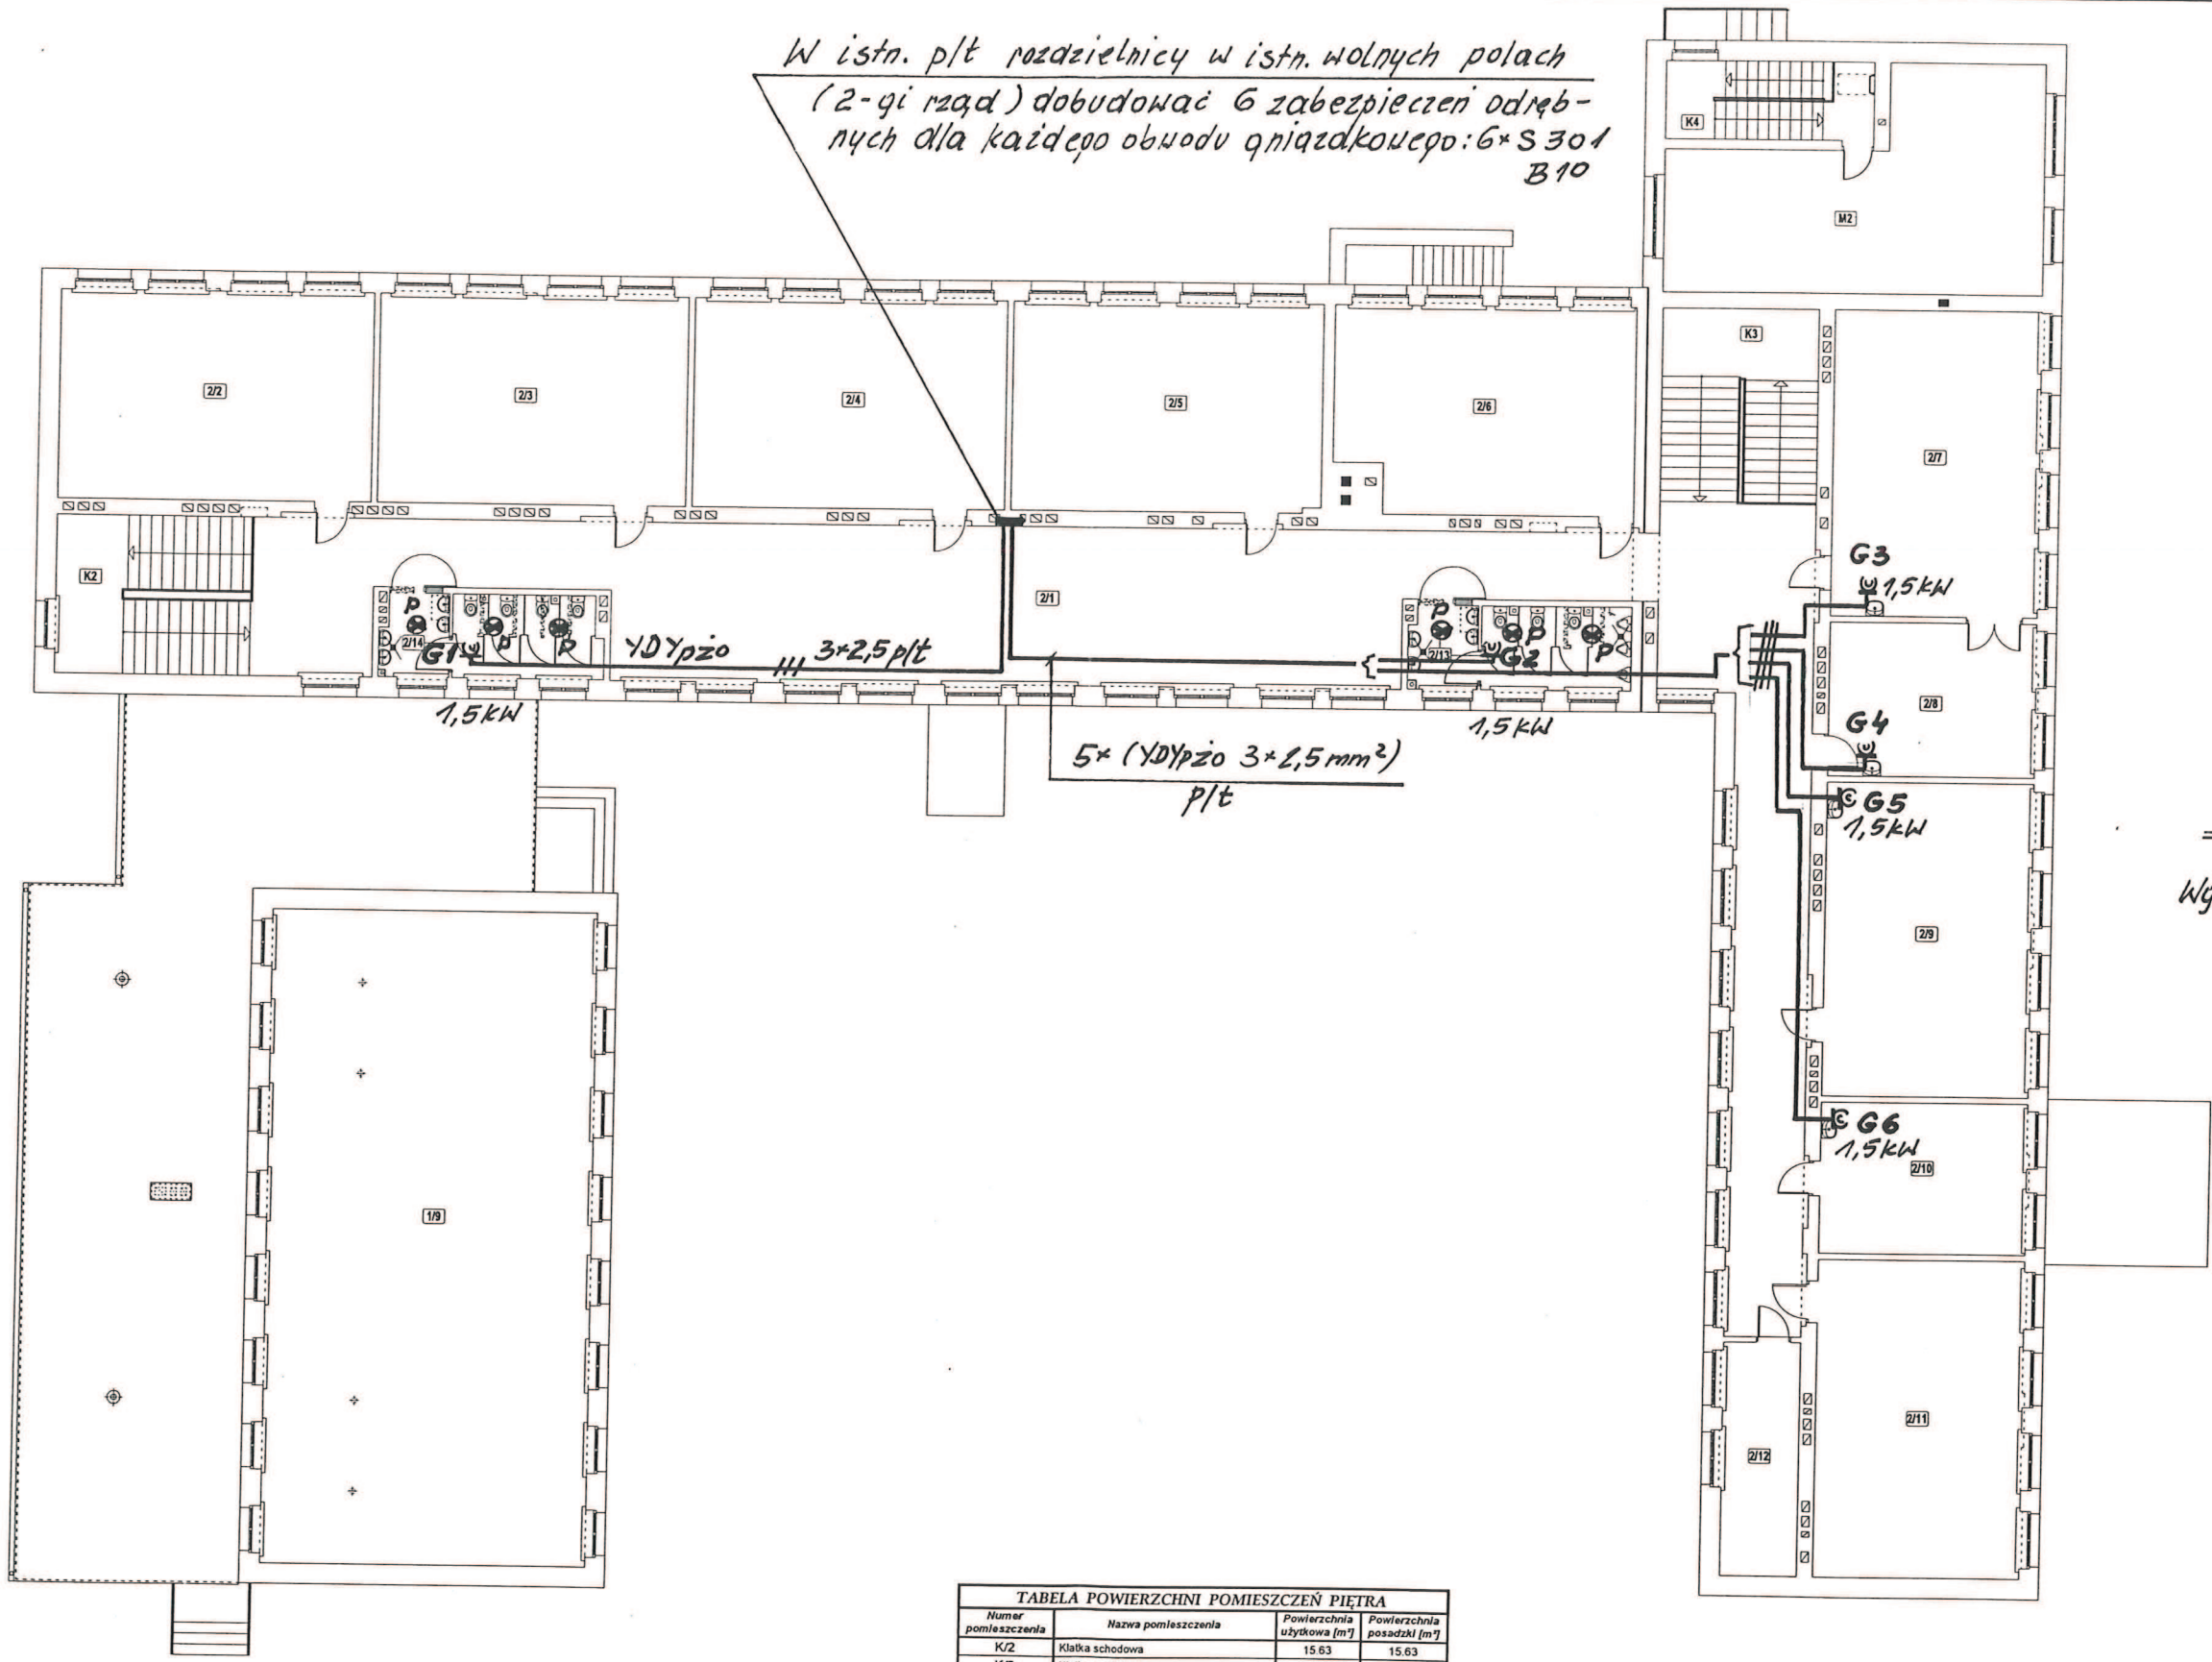 W istn. p/t rozdzielnicy w istn. wolnych polach
(2-gi rząd) dobudować 6 zabezpieczeń odręb-
nych dla każdego obwodu gniazdkowego: 6×S 301
B10
K4
M2
K3
2/2
2/3
2/4
2/5
2/6
2/7
K2
2/1
G3
1,5kW
P
2/14
G1
P
P
YDYpżo 3×2,5 p/t
P
2/13
P
G2
P
1,5kW
1,5kW
2/8
G4
5× (YDYpżo 3×2,5mm²)
p/t
G5
1,5kW
2/9
G6
1,5kW
2/10
1/9
2/11
2/12
TABELA POWIERZCHNI POMIESZCZEŃ PIĘTRA
Numer pomieszczenia Nazwa pomieszczenia Powierzchnia użytkowa [m²] Powierzchnia posadzki [m²]
K/2 Klatka schodowa 15.63 15.63